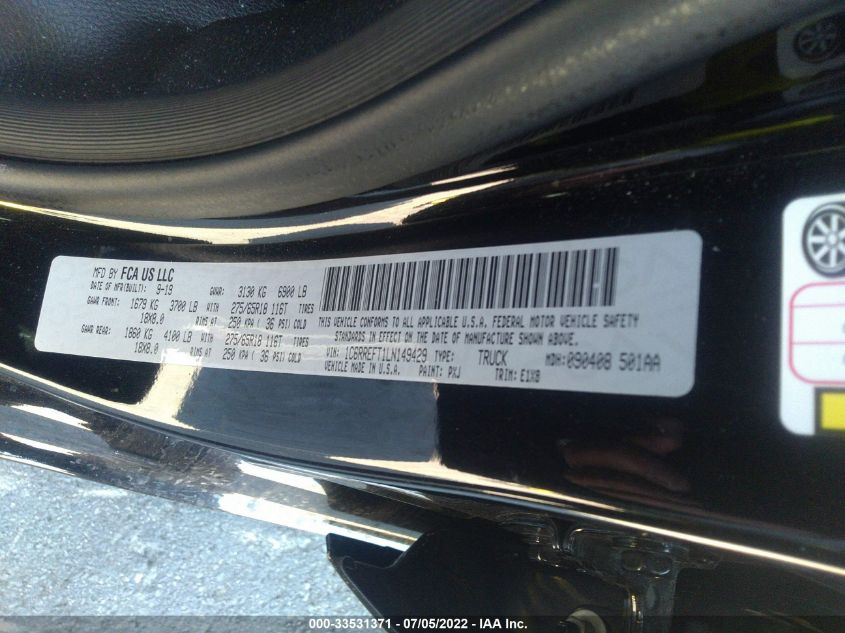 MFD BY FCA US LLC
DATE OF MFR(BUILT): 9-19 GVWR: 3130 KG 6900 LB
GAWR FRONT: 1679 KG 3700 LB WITH 275/65R18 116T TIRES
18X8.0 RIMS AT 250 KPA ( 36 PSI) COLD
GAWR REAR: 1860 KG 4100 LB WITH 275/65R18 116T TIRES
18X8.0 RIMS AT 250 KPA ( 36 PSI) COLD
THIS VEHICLE CONFORMS TO ALL APPLICABLE U.S.A. FEDERAL MOTOR VEHICLE SAFETY
STANDARDS IN EFFECT ON THE DATE OF MANUFACTURE SHOWN ABOVE.
VIN: 1C6RREFT1LN149429 TYPE: TRUCK MDH: 090408 501AA
VEHICLE MADE IN U.S.A. PAINT: PXJ TRIM: E1X8
000-33531371 - 07/05/2022 - IAA Inc.